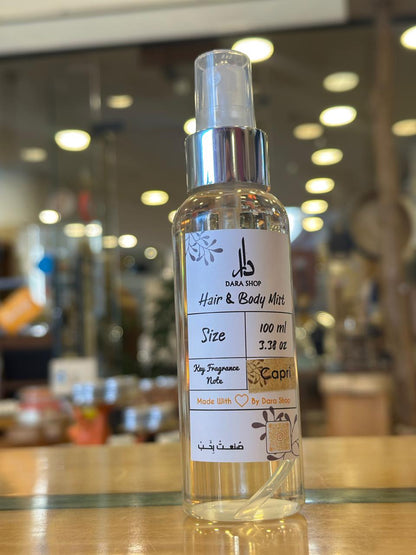 دار
DARA SHOP
Hair & Body Mist
Size
100 ml
3.38 oz
Key Fragrance
Note
Capri
Made With ♡ By Dara Shop
صُنعتْ بِحُب